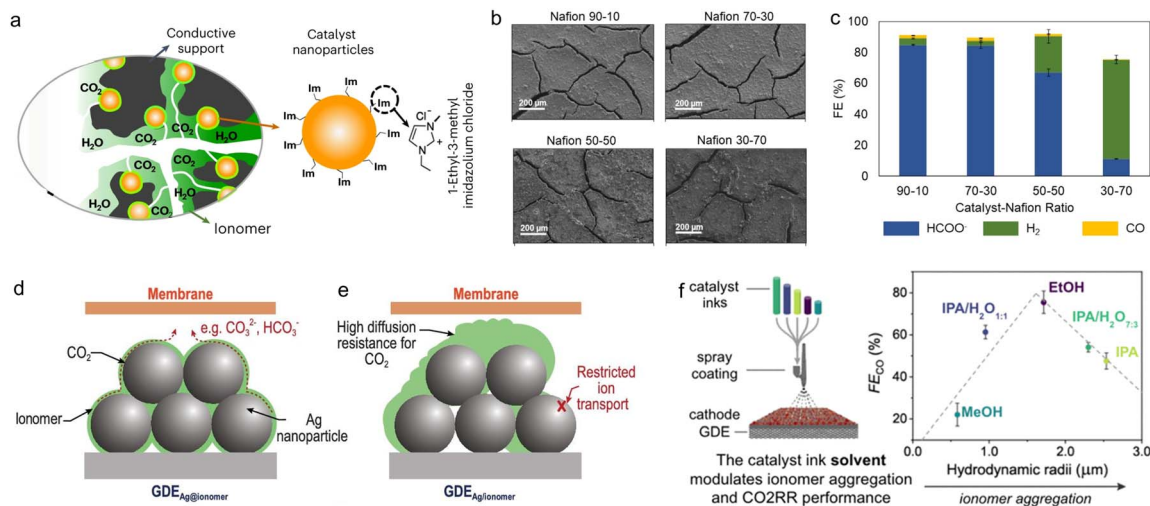 a
Conductive
support
Catalyst
nanoparticles
CO2
H2O
CO2
CO2
H2O
CO2
CO2
H2O
H2O
CO2
Ionomer
Im
Im
Im
Im
Im
Im
Im
Im
Im
Im
Cl-
N
N
+
1-Ethyl-3-methyl
imidazolium chloride
b
Nafion 90-10
Nafion 70-30
200 µm
200 µm
Nafion 50-50
Nafion 30-70
200 µm
200 µm
c
FE (%)
100
80
60
40
20
0
90-10
70-30
50-50
30-70
Catalyst-Nafion Ratio
HCOO-
H2
CO
d
Membrane
e.g. CO3 2-, HCO3 -
CO2
Ionomer
Ag
nanoparticle
GDEAg@ionomer
e
Membrane
High diffusion
resistance for
CO2
Restricted
ion
transport
X
GDEAg/ionomer
f
catalyst
inks
spray
coating
cathode
GDE
The catalyst ink solvent
modulates ionomer aggregation
and CO2RR performance
FECO (%)
80
60
40
20
0.0
1.0
2.0
3.0
IPA/H2O1:1
EtOH
IPA/H2O7:3
IPA
MeOH
Hydrodynamic radii (µm)
ionomer aggregation